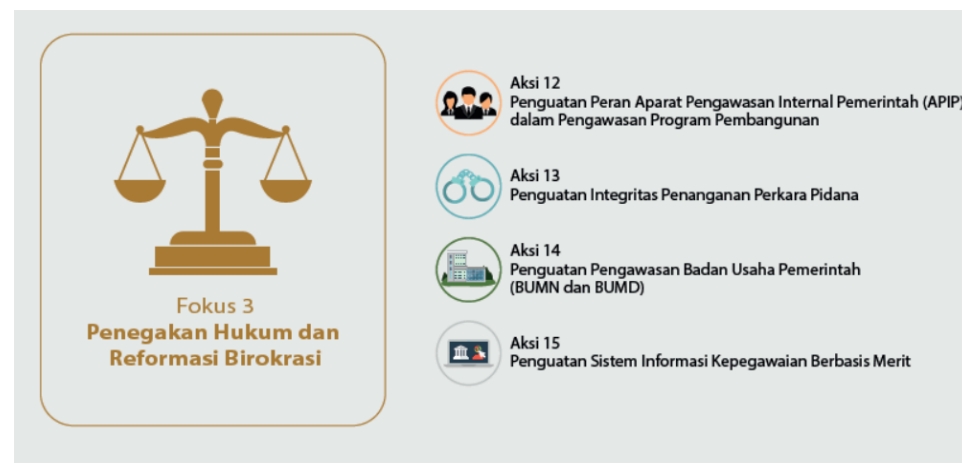 Fokus 3
Penegakan Hukum dan
Reformasi Birokrasi
Aksi 12
Penguatan Peran Aparat Pengawasan Internal Pemerintah (APIP)
dalam Pengawasan Program Pembangunan
Aksi 13
Penguatan Integritas Penanganan Perkara Pidana
Aksi 14
Penguatan Pengawasan Badan Usaha Pemerintah
(BUMN dan BUMD)
Aksi 15
Penguatan Sistem Informasi Kepegawaian Berbasis Merit